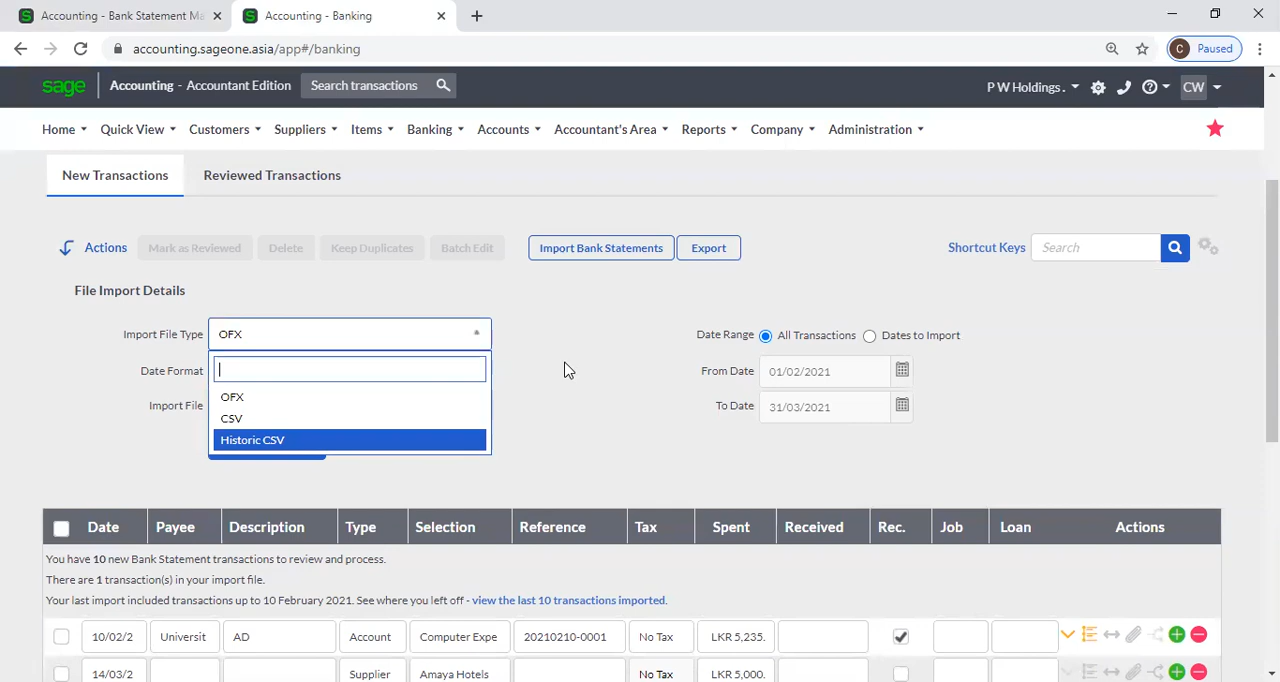 Accounting - Bank Statement Ma
Accounting - Banking
accounting.sageone.asia/app#/banking
C Paused
sage Accounting - Accountant Edition Search transactions P W Holdings . CW
Home Quick View Customers Suppliers Items Banking Accounts Accountant's Area Reports Company Administration
New Transactions Reviewed Transactions
Actions Mark as Reviewed Delete Keep Duplicates Batch Edit Import Bank Statements Export Shortcut Keys Search
File Import Details
Import File Type OFX Date Range All Transactions Dates to Import
Date Format From Date 01/02/2021
OFX
Import File To Date 31/03/2021
CSV
Historic CSV
Date Payee Description Type Selection Reference Tax Spent Received Rec. Job Loan Actions
You have 10 new Bank Statement transactions to review and process.
There are 1 transaction(s) in your import file.
Your last import included transactions up to 10 February 2021. See where you left off - view the last 10 transactions imported.
10/02/2 Universit AD Account Computer Expe 20210210-0001 No Tax LKR 5,235.
14/03/2 Supplier Amaya Hotels No Tax LKR 5,000.